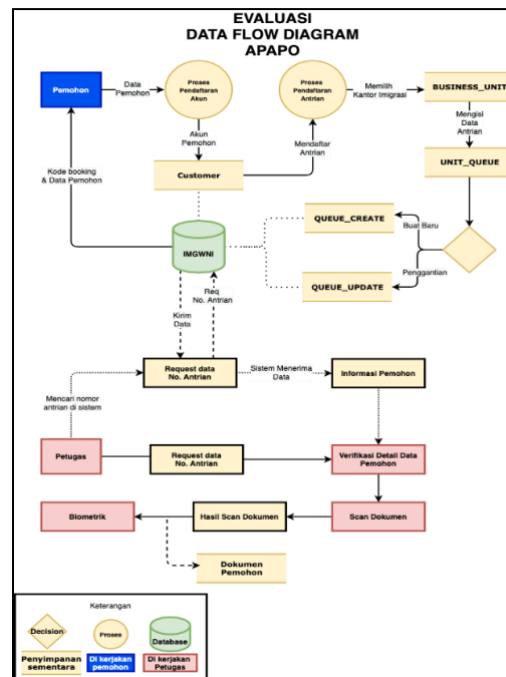 EVALUASI
DATA FLOW DIAGRAM
APAPO
Pemohon
Data
Pemohon
Proses
Pendaftaran
Akun
Proses
Pendaftaran
Antrian
Memilih
Kantor Imigrasi
BUSINESS_UNIT
Akun
Pemohon
Mendaftar
Antrian
Mengisi
Data
Antrian
Customer
UNIT_QUEUE
Kode booking
& Data Pemohon
IMGWNI
QUEUE_CREATE
Buat Baru
QUEUE_UPDATE
Penggantian
Kirim
Data
Req
No. Antrian
Request data
No. Antrian
Sistem Menerima
Data
Informasi Pemohon
Mencari nomor
antrian di sistem
Petugas
Request data
No. Antrian
Verifikasi Detail Data
Pemohon
Biometrik
Hasil Scan Dokumen
Scan Dokumen
Dokumen
Pemohon
Keterangan
Decision
Proses
Database
Penyimpanan
sementara
Di kerjakan
pemohon
Di kerjakan
Petugas